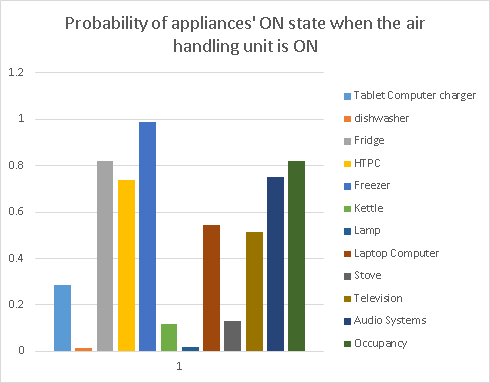 Probability of appliances' ON state when the air
handling unit is ON
1.2
1
0.8
0.6
0.4
0.2
0
1
Tablet Computer charger
dishwasher
Fridge
HTPC
Freezer
Kettle
Lamp
Laptop Computer
Stove
Television
Audio Systems
Occupancy